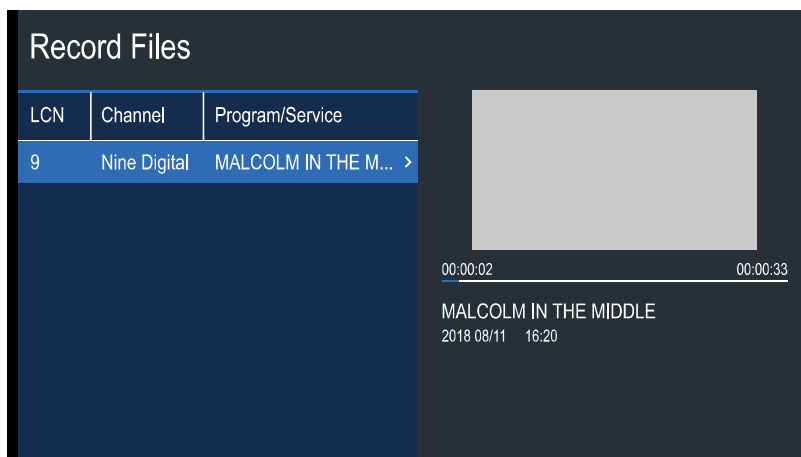 Record Files
LCN Channel Program/Service
9 Nine Digital MALCOLM IN THE M... >
00:00:02 00:00:33
MALCOLM IN THE MIDDLE
2018 08/11 16:20